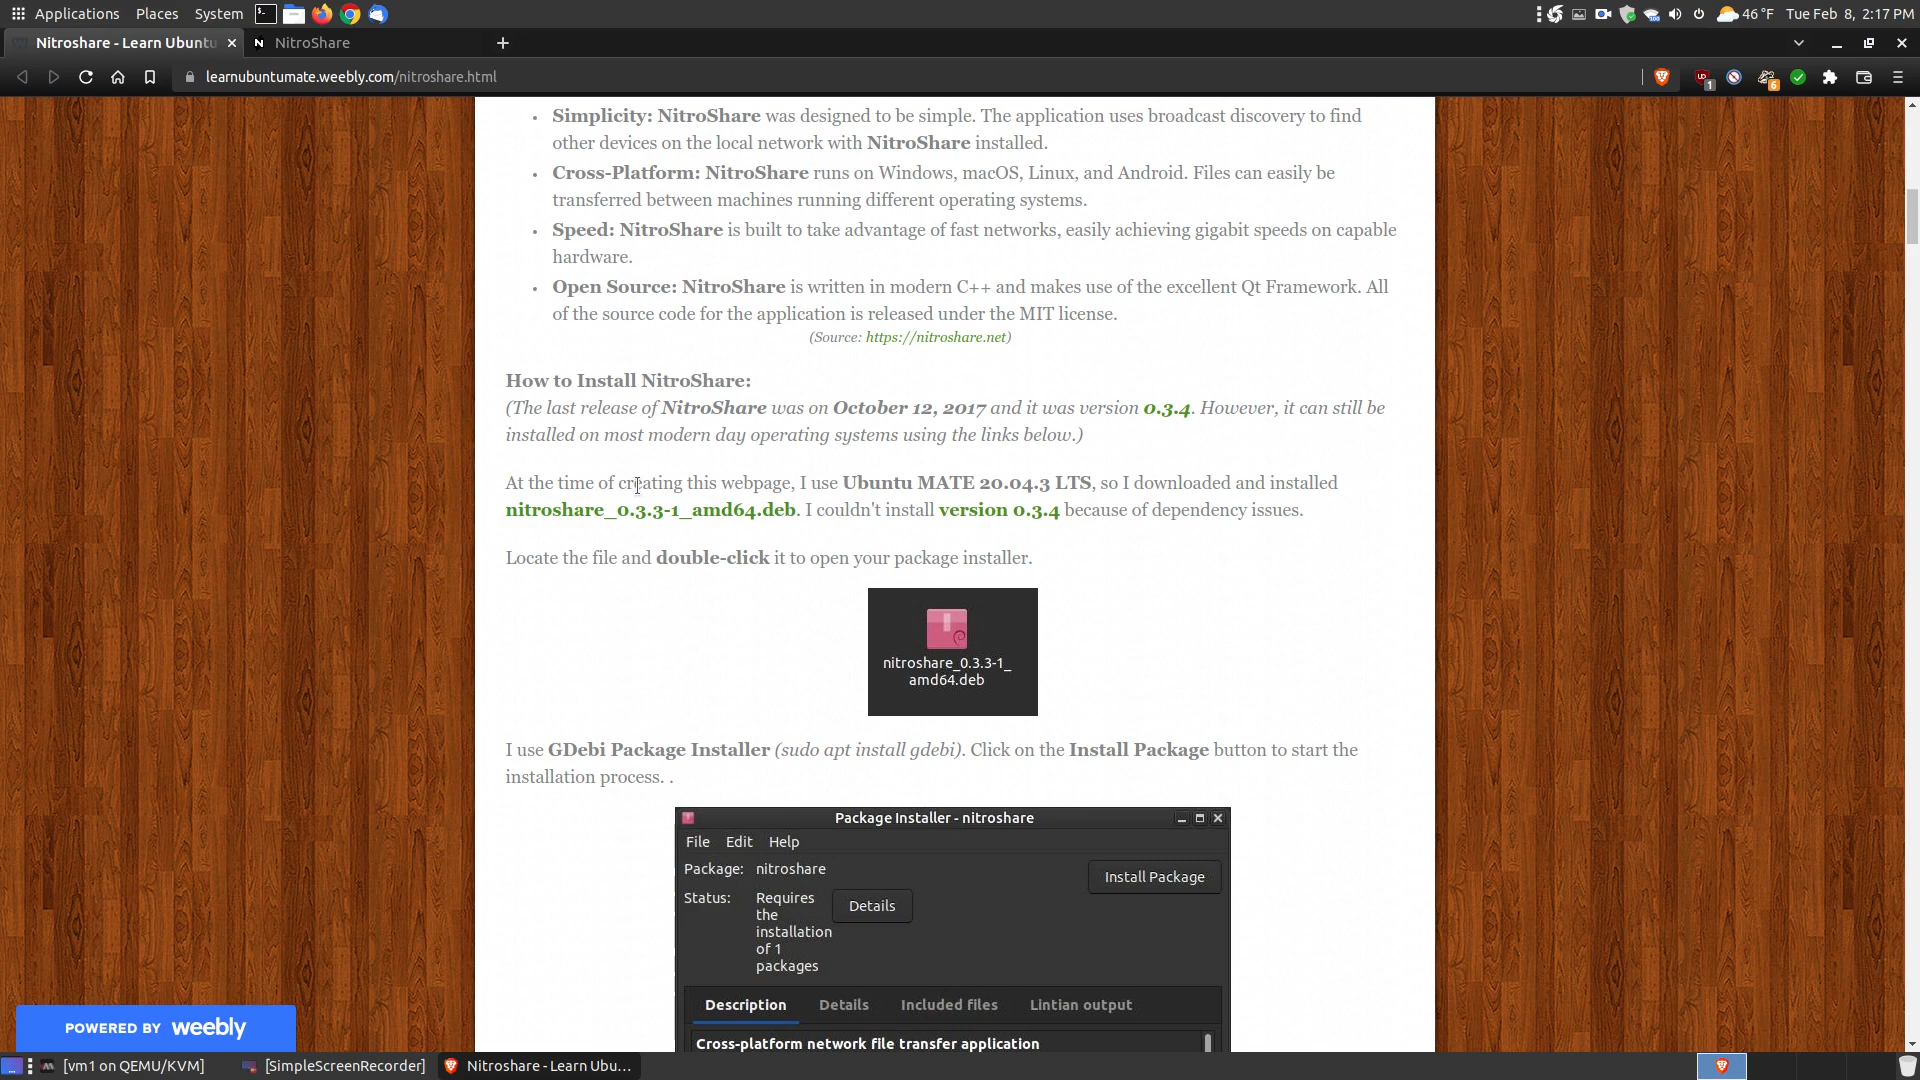 Applications Places System 46 °F Tue Feb 8, 2:17 PM
Nitroshare - Learn Ubuntu NitroShare
learnubuntumate.weebly.com/nitroshare.html
UD 1 6
• Simplicity: NitroShare was designed to be simple. The application uses broadcast discovery to find
other devices on the local network with NitroShare installed.
• Cross-Platform: NitroShare runs on Windows, macOS, Linux, and Android. Files can easily be
transferred between machines running different operating systems.
• Speed: NitroShare is built to take advantage of fast networks, easily achieving gigabit speeds on capable
hardware.
• Open Source: NitroShare is written in modern C++ and makes use of the excellent Qt Framework. All
of the source code for the application is released under the MIT license.
(Source: https://nitroshare.net)
How to Install NitroShare:
(The last release of NitroShare was on October 12, 2017 and it was version 0.3.4. However, it can still be
installed on most modern day operating systems using the links below.)
At the time of creating this webpage, I use Ubuntu MATE 20.04.3 LTS, so I downloaded and installed
nitroshare_0.3.3-1_amd64.deb. I couldn't install version 0.3.4 because of dependency issues.
Locate the file and double-click it to open your package installer.
nitroshare_0.3.3-1_
amd64.deb
I use GDebi Package Installer (sudo apt install gdebi). Click on the Install Package button to start the
installation process. .
Package Installer - nitroshare
File Edit Help
Package: nitroshare
Install Package
Status: Requires
the
installation
of 1
packages
Details
Description Details Included files Lintian output
Cross-platform network file transfer application
POWERED BY weebly
[vm1 on QEMU/KVM] [SimpleScreenRecorder] Nitroshare - Learn Ubu...